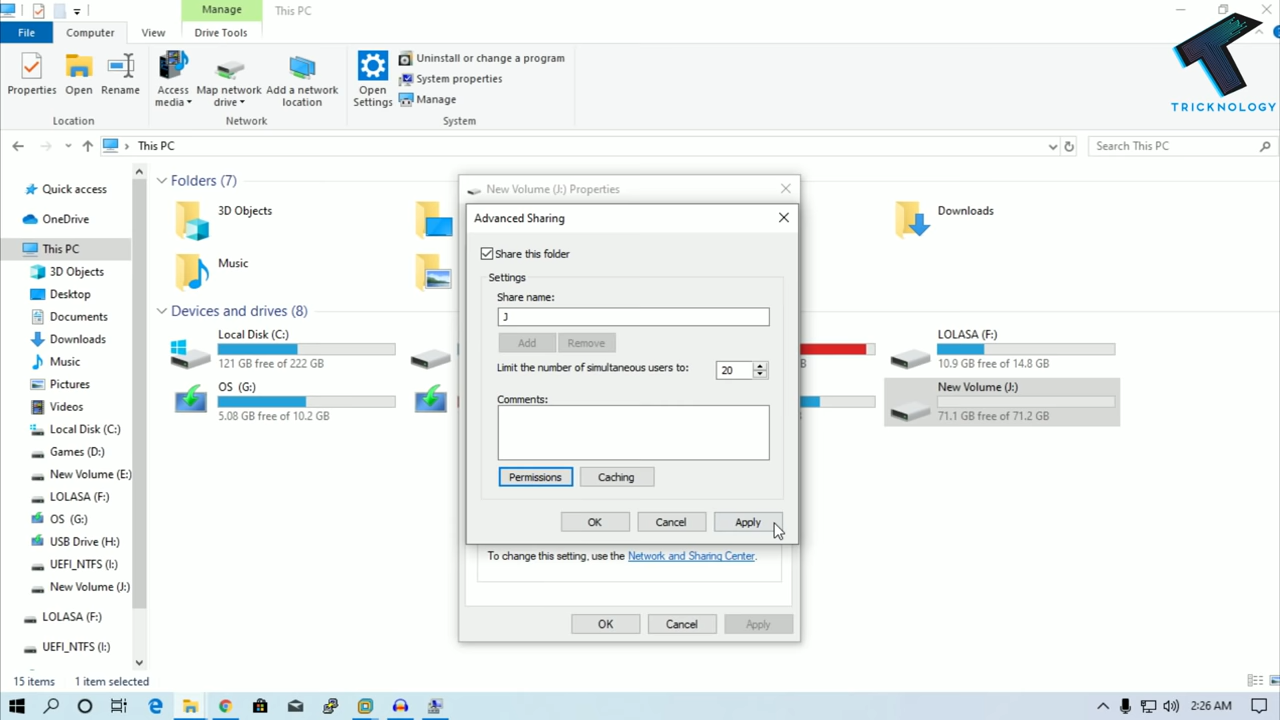 Manage
This PC
File
Computer
View
Drive Tools
Properties
Open
Rename
Access media
Map network drive
Add a network location
Open Settings
Uninstall or change a program
System properties
Manage
Location
Network
System
TRICKNOLOGY
This PC
Search This PC
Quick access
OneDrive
This PC
3D Objects
Desktop
Documents
Downloads
Music
Pictures
Videos
Local Disk (C:)
Games (D:)
New Volume (E:)
LOLASA (F:)
OS (G:)
USB Drive (H:)
UEFI_NTFS (I:)
New Volume (J:)
LOLASA (F:)
UEFI_NTFS (I:)
Folders (7)
3D Objects
Downloads
Music
Devices and drives (8)
Local Disk (C:)
121 GB free of 222 GB
LOLASA (F:)
10.9 GB free of 14.8 GB
OS (G:)
5.08 GB free of 10.2 GB
New Volume (J:)
71.1 GB free of 71.2 GB
New Volume (J:) Properties
Advanced Sharing
Share this folder
Settings
Share name:
J
Add
Remove
Limit the number of simultaneous users to:
20
Comments:
Permissions
Caching
OK
Cancel
Apply
To change this setting, use the Network and Sharing Center.
OK
Cancel
Apply
15 items
1 item selected
2:26 AM